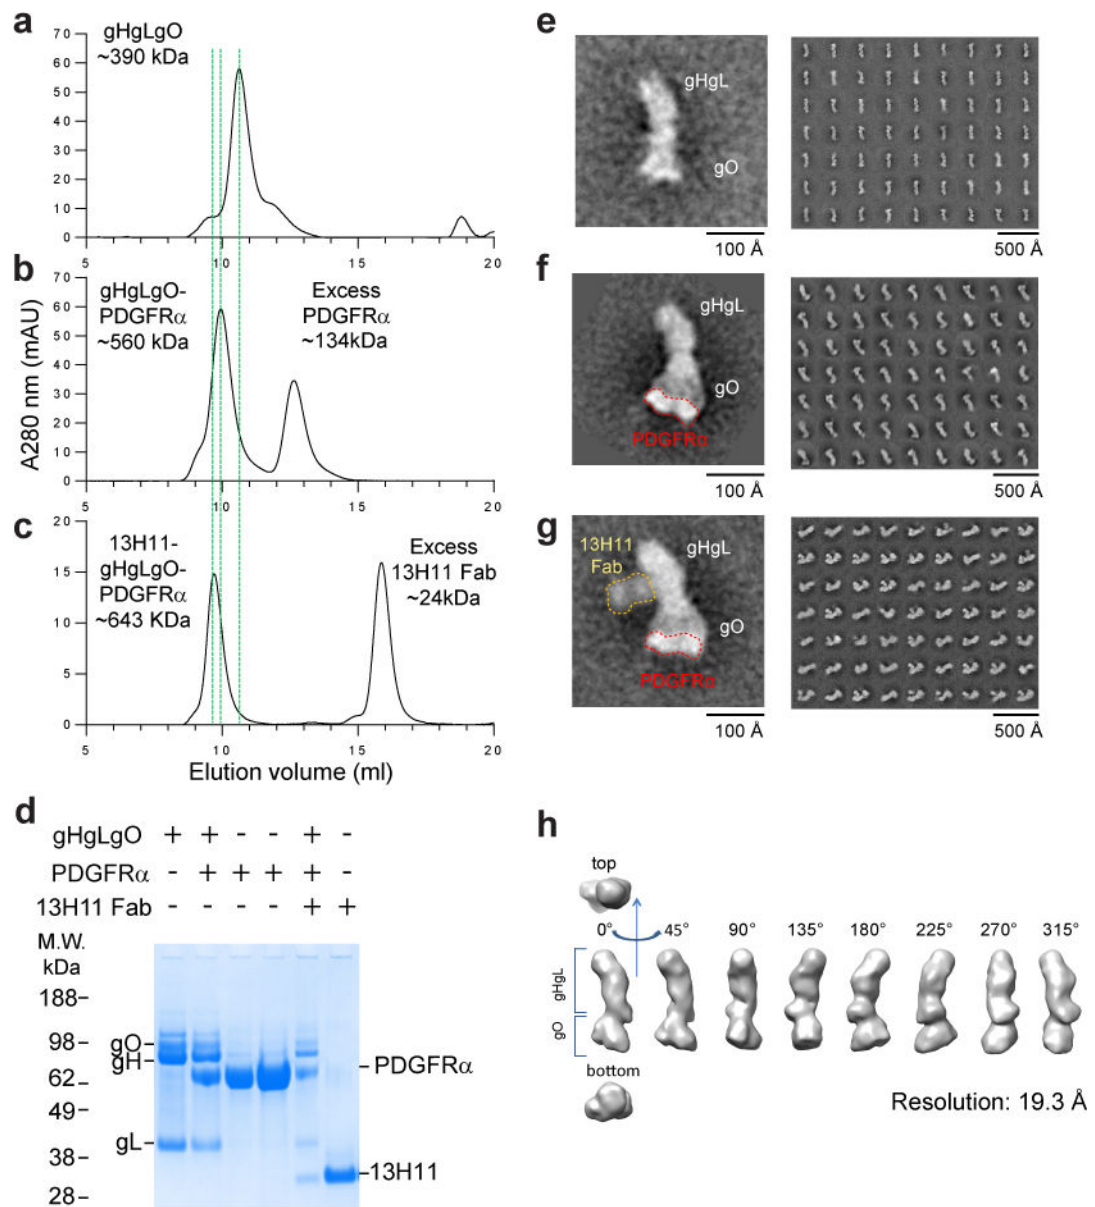 a
gHgLgO
~390 kDa
70
60
50
40
30
20
10
0
5
10
15
20
b
gHgLgO-
PDGFRα
~560 kDa
Excess
PDGFRα
~134kDa
70
60
50
40
30
20
10
0
5
10
15
20
A280 nm (mAU)
c
13H11-
gHgLgO-
PDGFRα
~643 KDa
Excess
13H11 Fab
~24kDa
20
15
10
5
0
5
10
15
20
Elution volume (ml)
d
gHgLgO + + - - + -
PDGFRα - + + + + -
13H11 Fab - - - - + +
M.W.
kDa
188-
98-
62-
49-
38-
28-
gO-
gH-
gL-
-PDGFRα
-13H11
e
gHgL
gO
100 Å
500 Å
f
gHgL
gO
PDGFRα
100 Å
500 Å
g
13H11
Fab
gHgL
gO
PDGFRα
100 Å
500 Å
h
top
0° 45° 90° 135° 180° 225° 270° 315°
gHgL
gO
bottom
Resolution: 19.3 Å